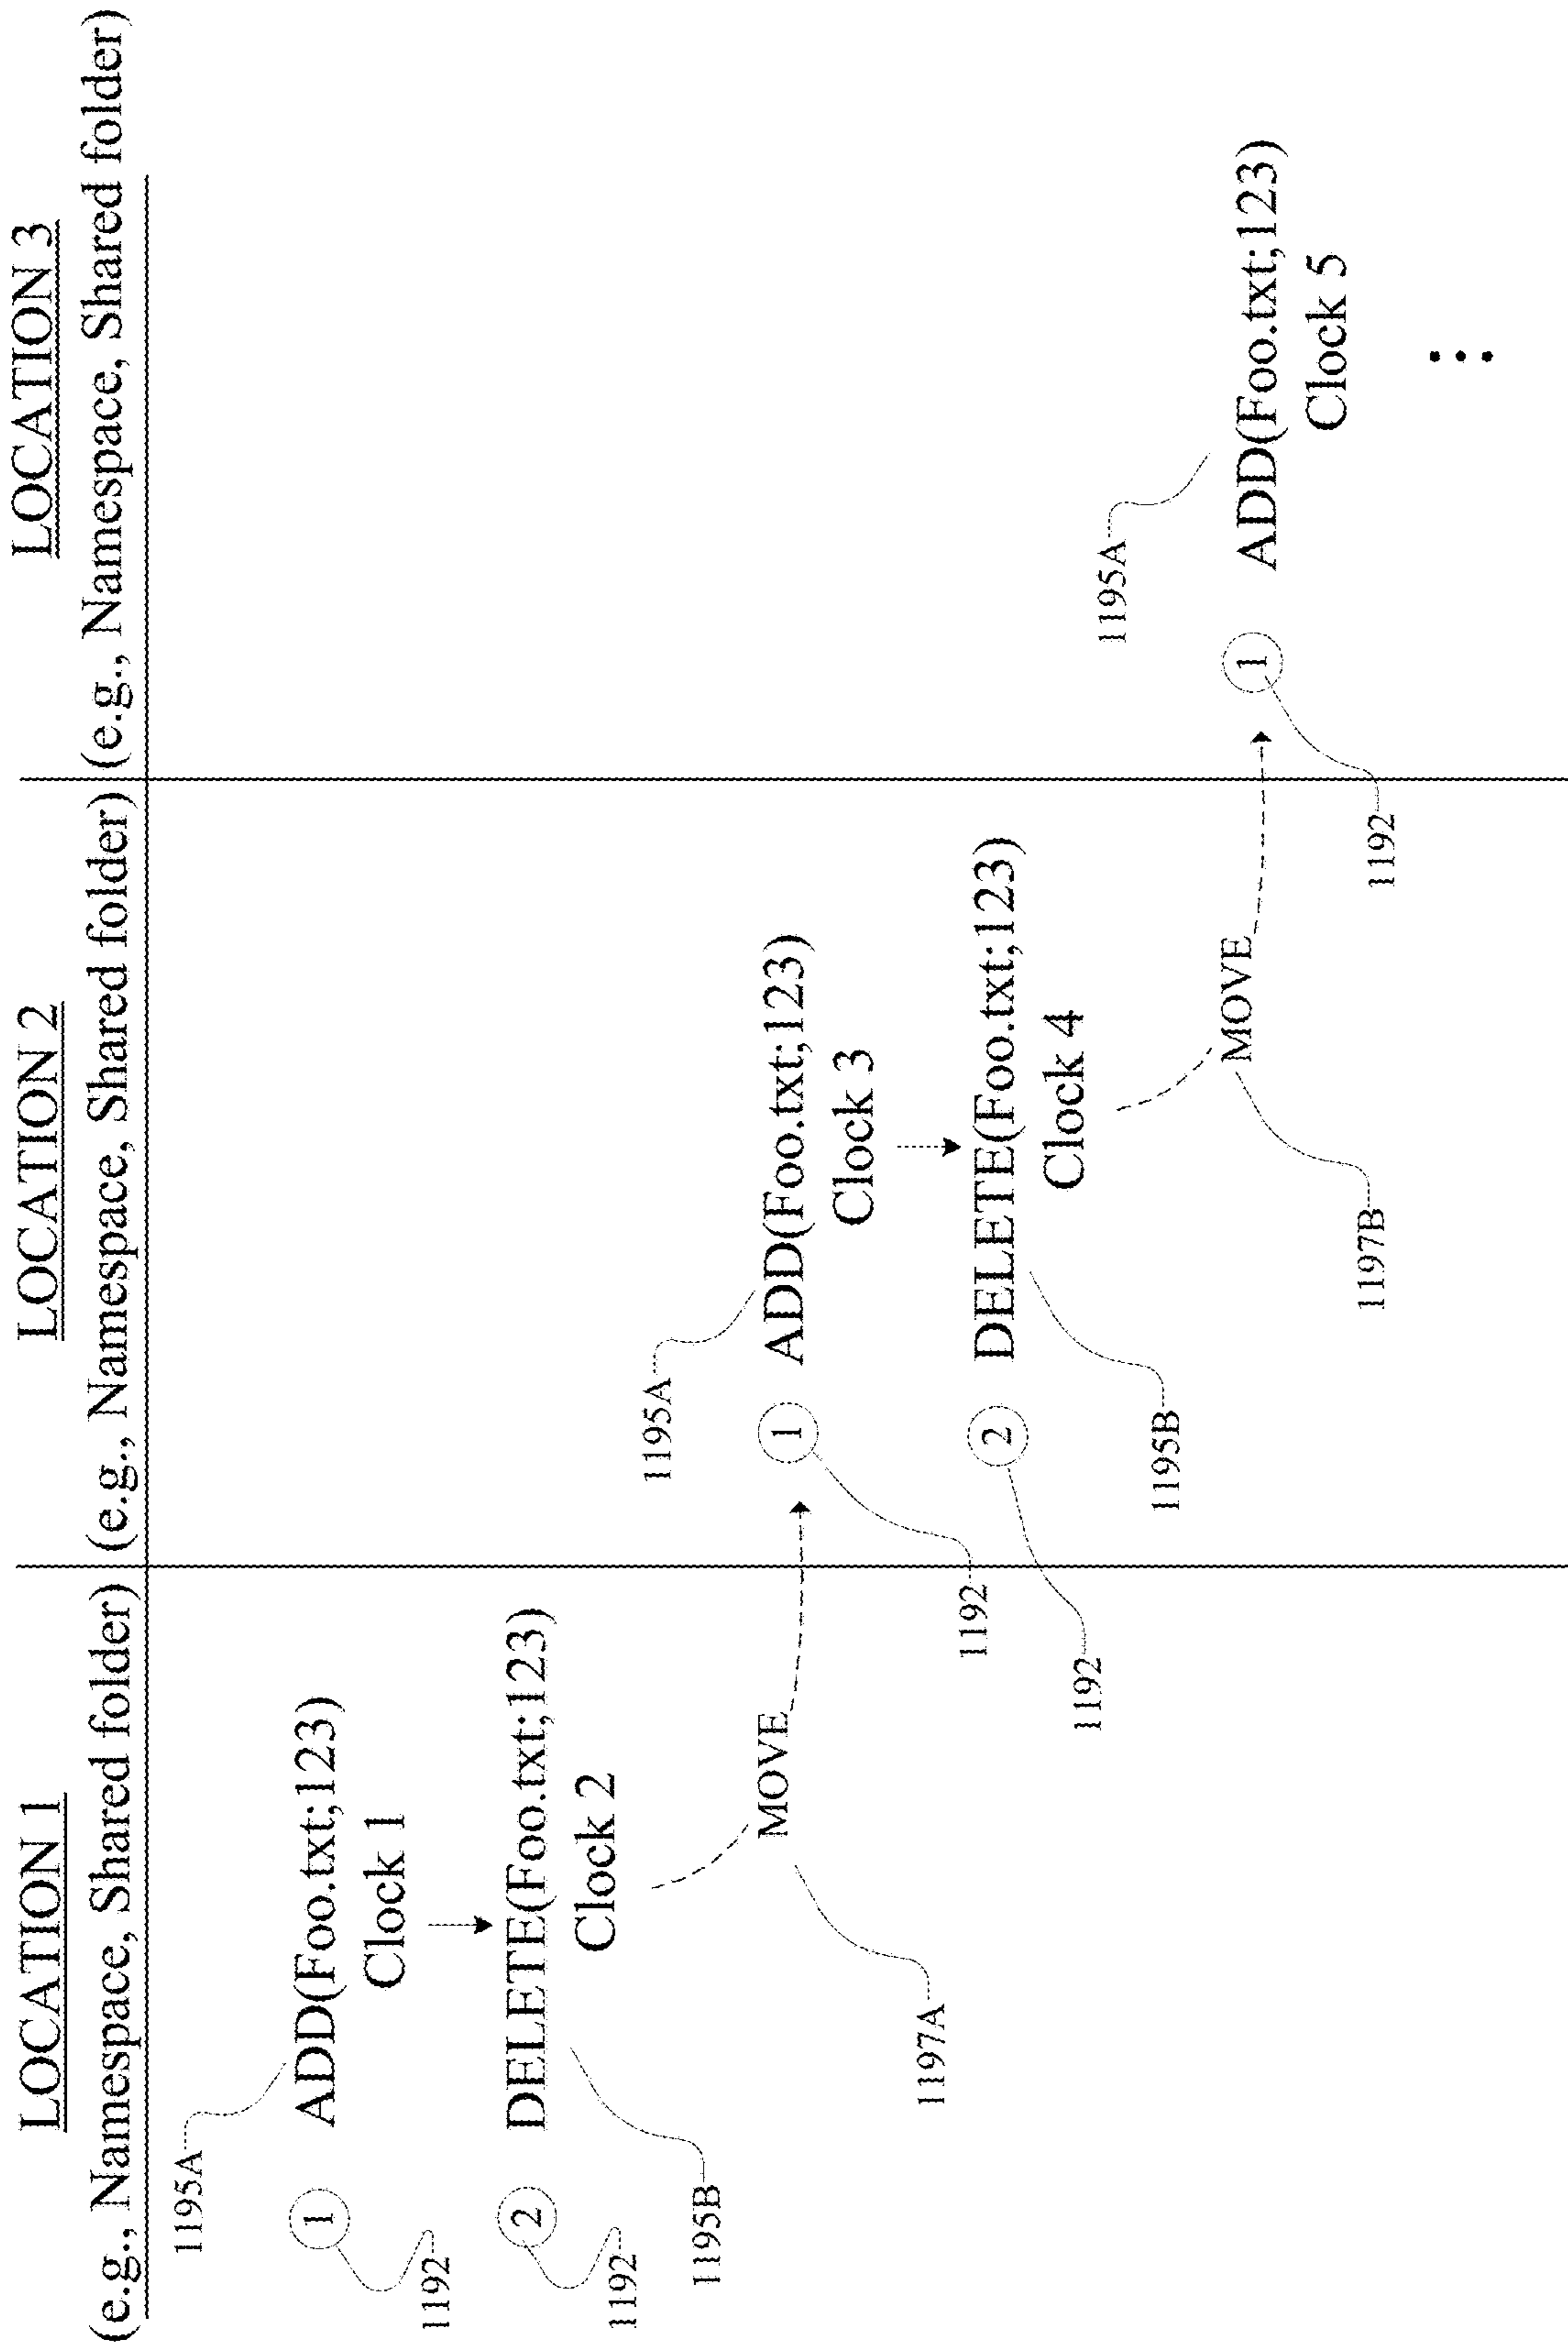 LOCATION 1
(e.g., Namespace, Shared folder)
LOCATION 2
(e.g., Namespace, Shared folder)
LOCATION 3
(e.g., Namespace, Shared folder)
1195A
1 ADD(Foo.txt;123)
Clock 1
1192
2 DELETE(Foo.txt;123)
Clock 2
1192
1195B
MOVE
1197A
1195A
1 ADD(Foo.txt;123)
Clock 3
1192
2 DELETE(Foo.txt;123)
Clock 4
1192
1195B
MOVE
1197B
1195A
1 ADD(Foo.txt;123)
Clock 5
1192